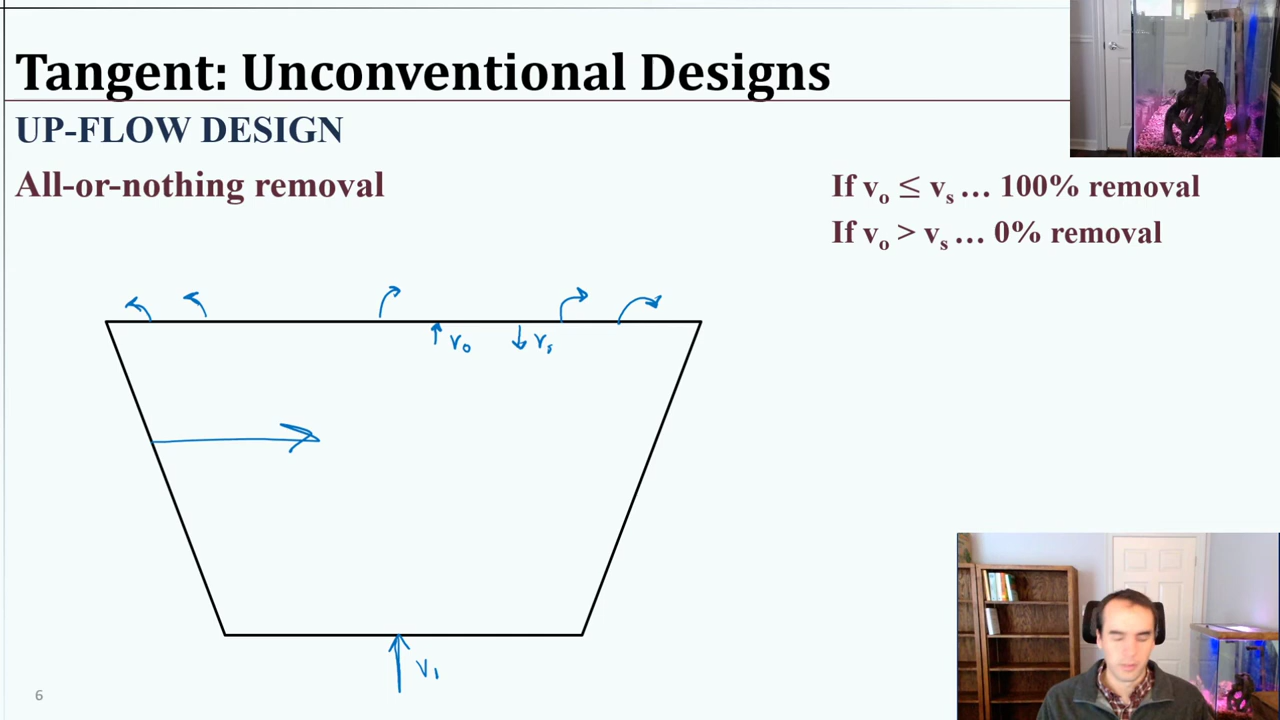 Tangent: Unconventional Designs
UP-FLOW DESIGN
All-or-nothing removal
If vo ≤ vs … 100% removal
If vo > vs … 0% removal
vo
vs
v1
6